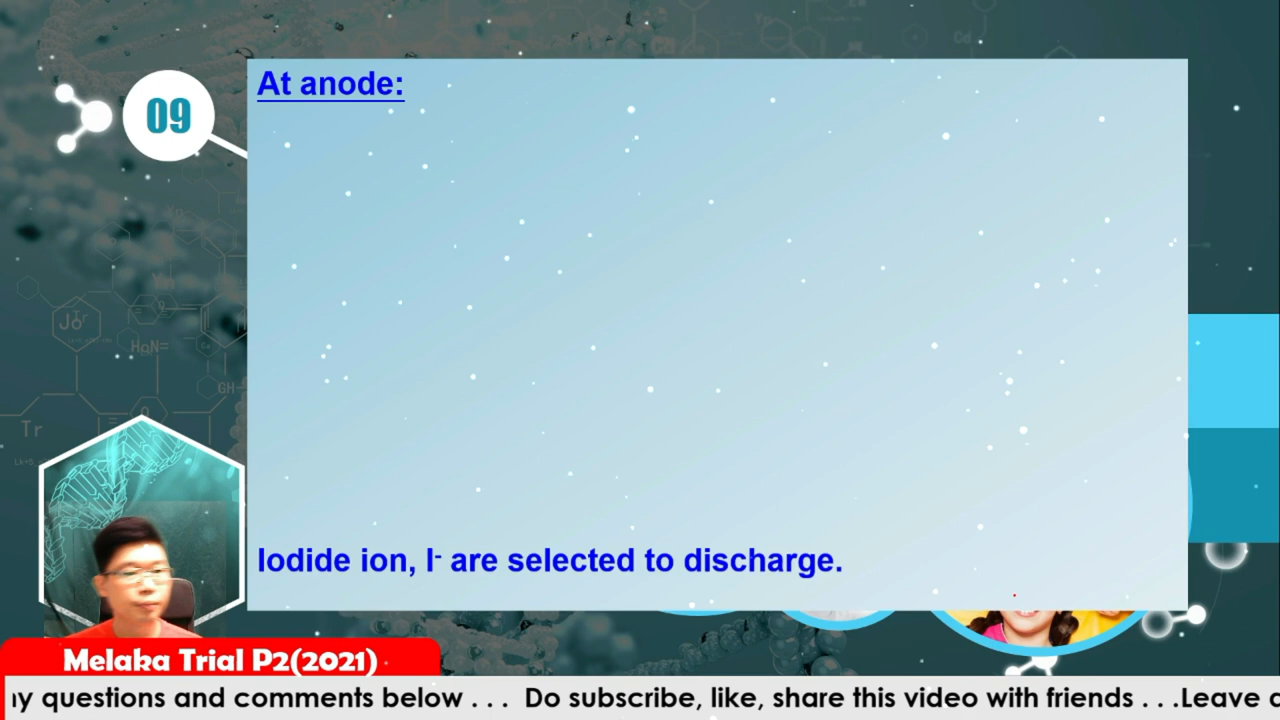 09
At anode:
Iodide ion, I⁻ are selected to discharge.
Melaka Trial P2(2021)
questions and comments below . . . Do subscribe, like, share this video with friends . . .Leave